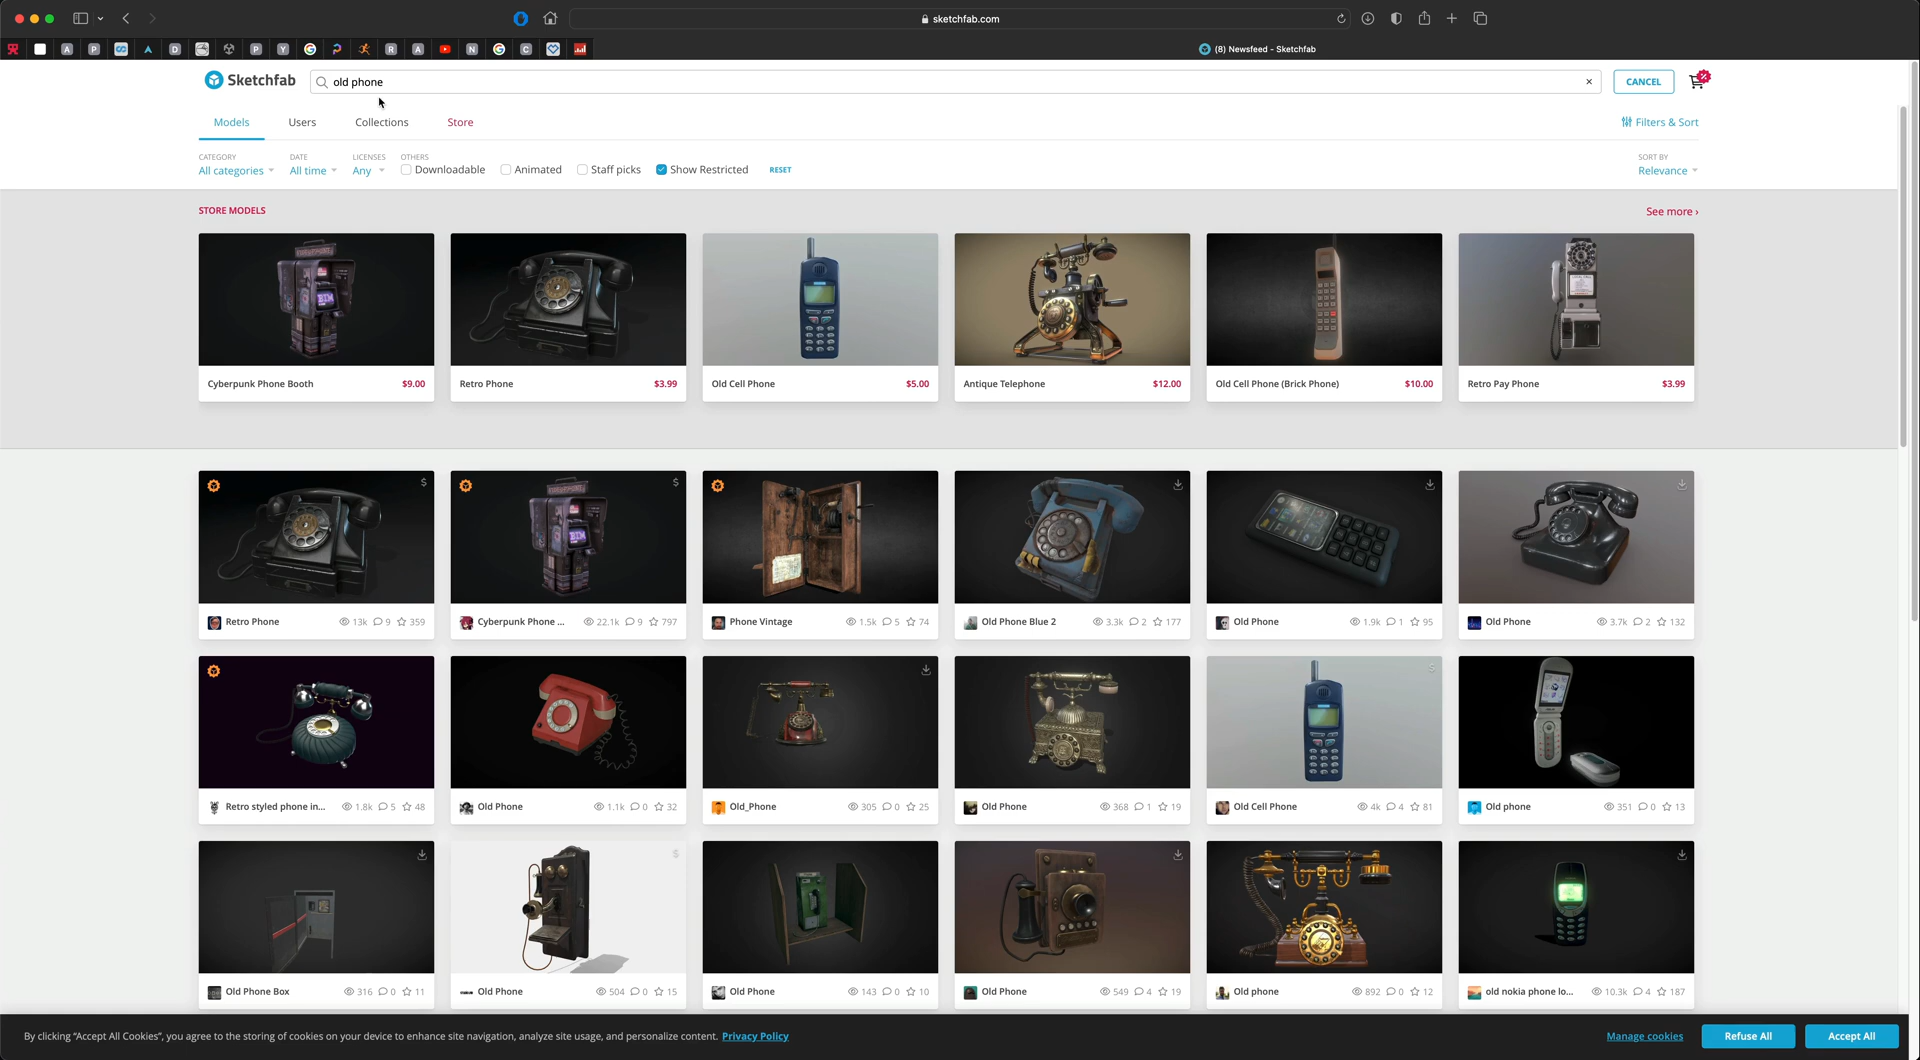 sketchfab.com
A P D P Y R A N C
(8) Newsfeed - Sketchfab
Sketchfab old phone × CANCEL
Models Users Collections Store Filters & Sort
CATEGORY DATE LICENSES OTHERS SORT BY
All categories All time Any Downloadable Animated Staff picks Show Restricted RESET Relevance
STORE MODELS See more ›
Cyberpunk Phone Booth $9.00 Retro Phone $3.99 Old Cell Phone $5.00 Antique Telephone $12.00 Old Cell Phone (Brick Phone) $10.00 Retro Pay Phone $3.99
Retro Phone 13k 9 359 Cyberpunk Phone ... 22.1k 9 797 Phone Vintage 1.5k 5 74 Old Phone Blue 2 3.3k 2 177 Old Phone 1.9k 1 95 Old Phone 3.7k 2 132
Retro styled phone in... 1.8k 5 48 Old Phone 1.1k 0 32 Old_Phone 305 0 25 Old Phone 368 1 19 Old Cell Phone 4k 4 81 Old phone 351 0 13
Old Phone Box 316 0 11 Old Phone 504 0 15 Old Phone 143 0 10 Old Phone 549 4 19 Old phone 892 0 12 old nokia phone lo... 10.3k 4 187
By clicking “Accept All Cookies”, you agree to the storing of cookies on your device to enhance site navigation, analyze site usage, and personalize content. Privacy Policy Manage cookies Refuse All Accept All